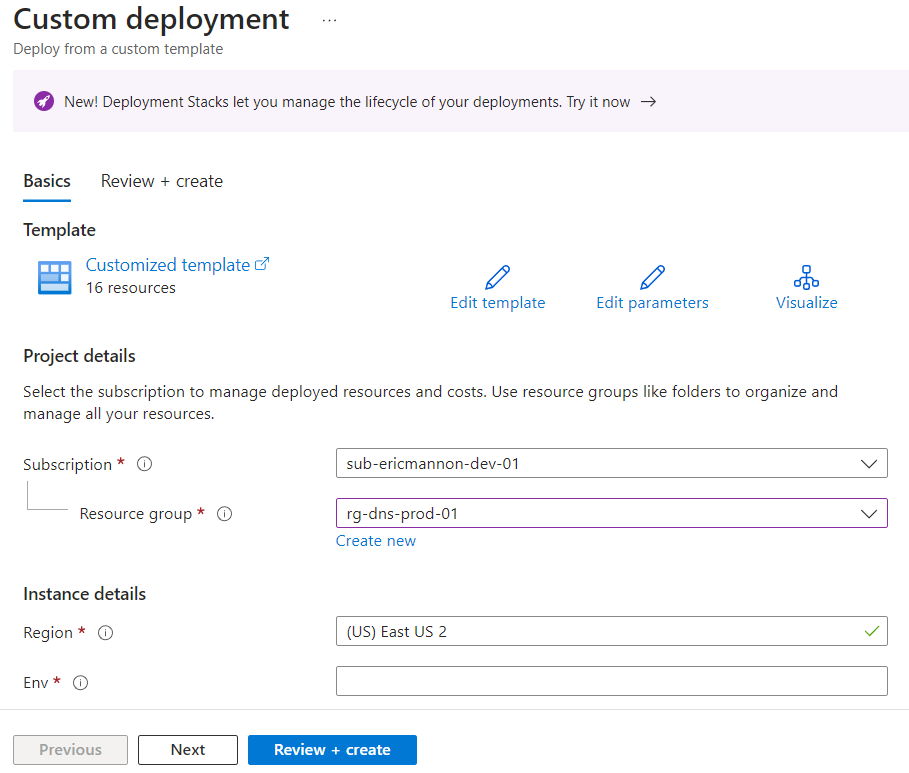 Custom deployment ...
Deploy from a custom template
New! Deployment Stacks let you manage the lifecycle of your deployments. Try it now →
Basics
Review + create
Template
Customized template
16 resources
Edit template
Edit parameters
Visualize
Project details
Select the subscription to manage deployed resources and costs. Use resource groups like folders to organize and
manage all your resources.
Subscription *
sub-ericmannon-dev-01
Resource group *
rg-dns-prod-01
Create new
Instance details
Region *
(US) East US 2
Env *
Previous
Next
Review + create